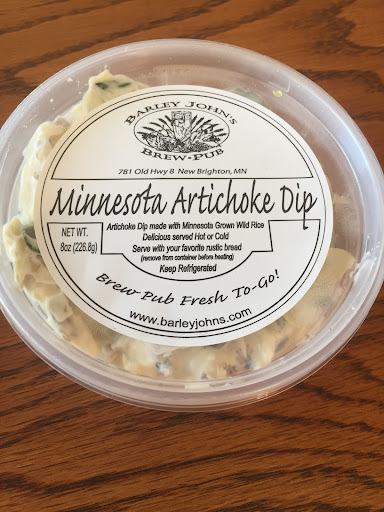 BARLEY JOHN'S
BREW-PUB
781 Old Hwy 8 New Brighton, MN
Minnesota Artichoke Dip
Artichoke Dip made with Minnesota Grown Wild Rice
Delicious served Hot or Cold
Serve with your favorite rustic bread
(remove from container before heating)
Keep Refrigerated
NET WT.
8oz (226.8g)
Brew Pub Fresh To-Go!
www.barleyjohns.com